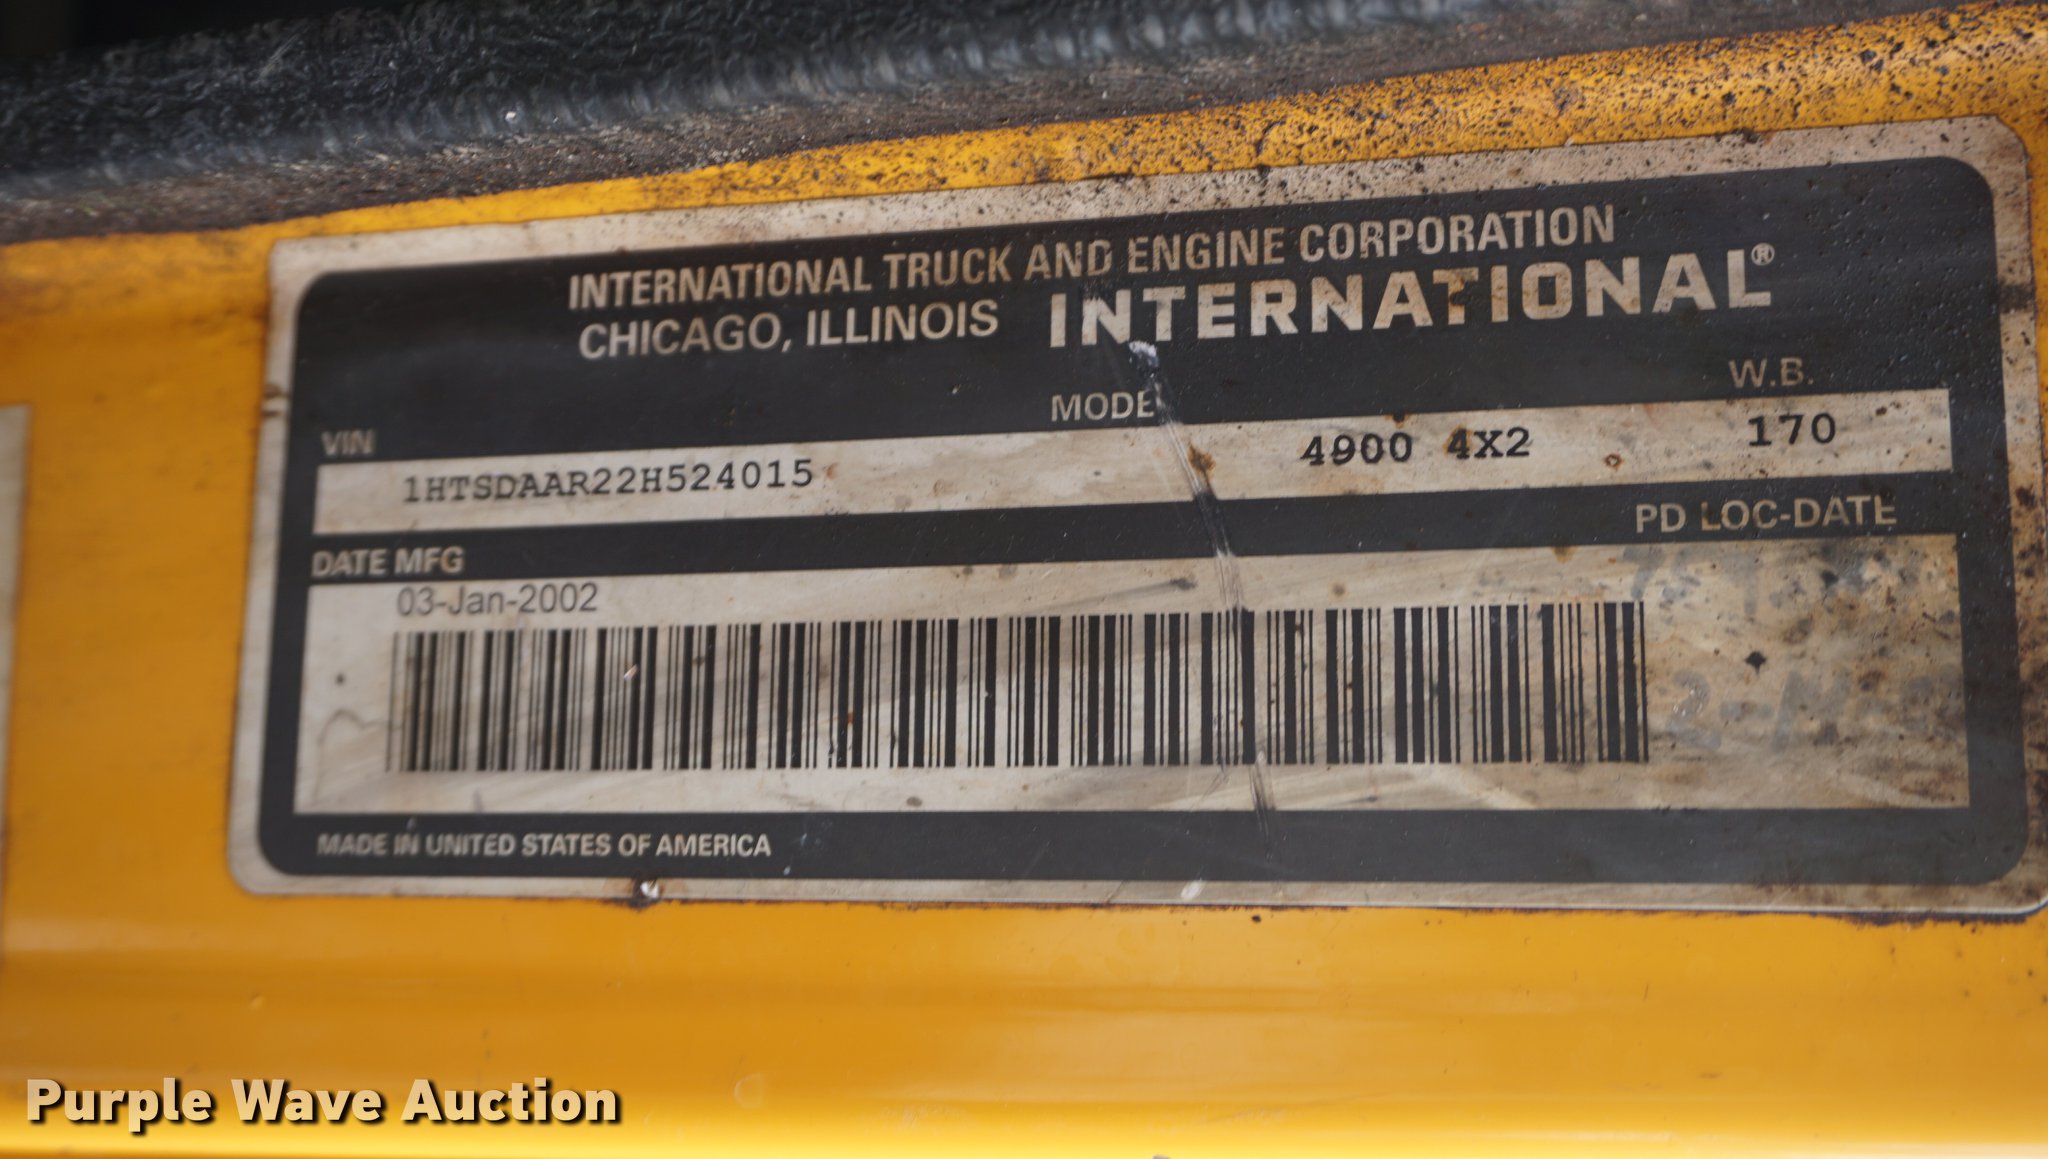 INTERNATIONAL TRUCK AND ENGINE CORPORATION
CHICAGO, ILLINOIS INTERNATIONAL®
VIN MODE W.B.
1HTSDAAR22H524015 4900 4X2 170
DATE MFG PD LOC-DATE
03-Jan-2002
MADE IN UNITED STATES OF AMERICA
Purple Wave Auction